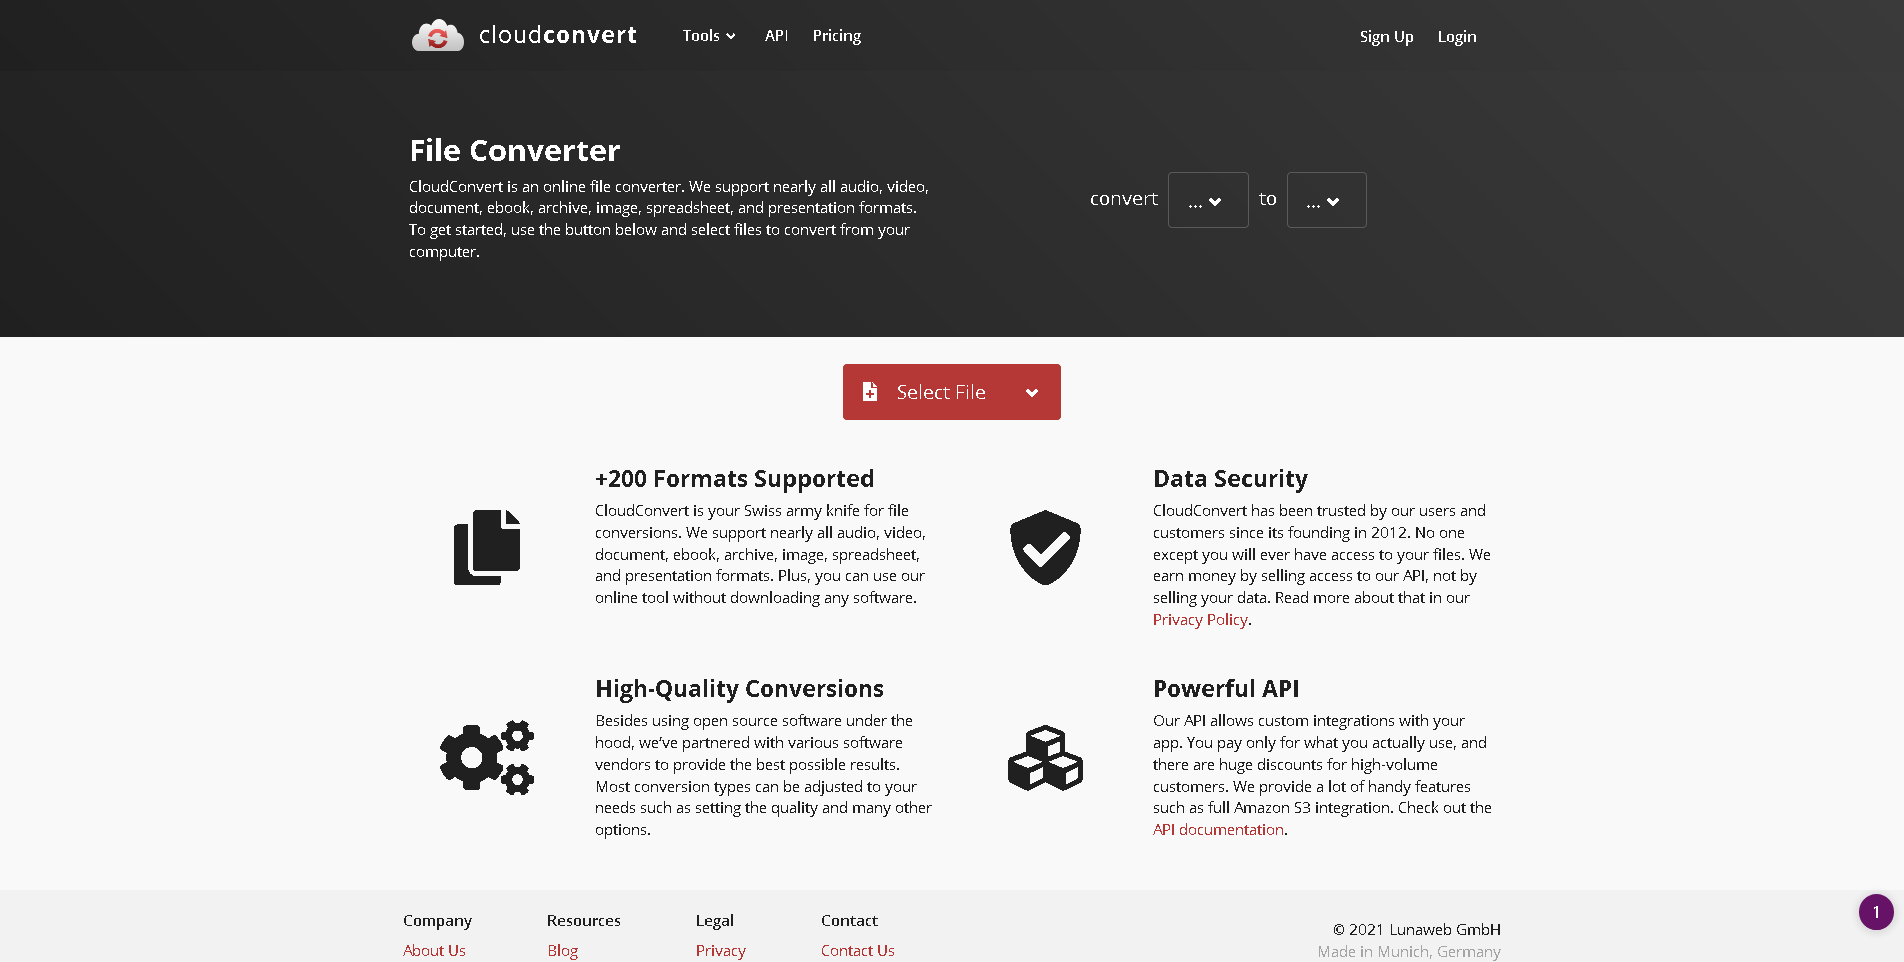 cloudconvert
Tools
API
Pricing
Sign Up
Login
File Converter
CloudConvert is an online file converter. We support nearly all audio, video,
document, ebook, archive, image, spreadsheet, and presentation formats.
To get started, use the button below and select files to convert from your
computer.
convert ... to ...
Select File
+200 Formats Supported
CloudConvert is your Swiss army knife for file
conversions. We support nearly all audio, video,
document, ebook, archive, image, spreadsheet,
and presentation formats. Plus, you can use our
online tool without downloading any software.
Data Security
CloudConvert has been trusted by our users and
customers since its founding in 2012. No one
except you will ever have access to your files. We
earn money by selling access to our API, not by
selling your data. Read more about that in our
Privacy Policy.
High-Quality Conversions
Besides using open source software under the
hood, we’ve partnered with various software
vendors to provide the best possible results.
Most conversion types can be adjusted to your
needs such as setting the quality and many other
options.
Powerful API
Our API allows custom integrations with your
app. You pay only for what you actually use, and
there are huge discounts for high-volume
customers. We provide a lot of handy features
such as full Amazon S3 integration. Check out the
API documentation.
Company
About Us
Resources
Blog
Legal
Privacy
Contact
Contact Us
© 2021 Lunaweb GmbH
Made in Munich, Germany
1